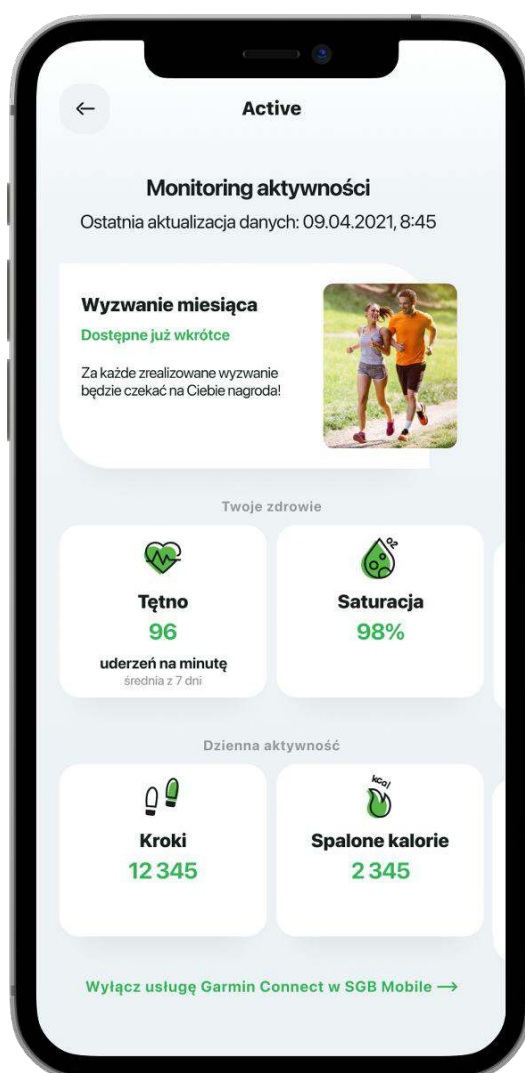 Active
Monitoring aktywności
Ostatnia aktualizacja danych: 09.04.2021, 8:45
Wyzwanie miesiąca
Dostępne już wkrótce
Za każde zrealizowane wyzwanie
będzie czekać na Ciebie nagroda!
Twoje zdrowie
O2
Tętno
96
uderzeń na minutę
średnia z 7 dni
Saturacja
98%
Dzienna aktywność
kcal
Kroki
12 345
Spalone kalorie
2 345
Wyłącz usługę Garmin Connect w SGB Mobile →